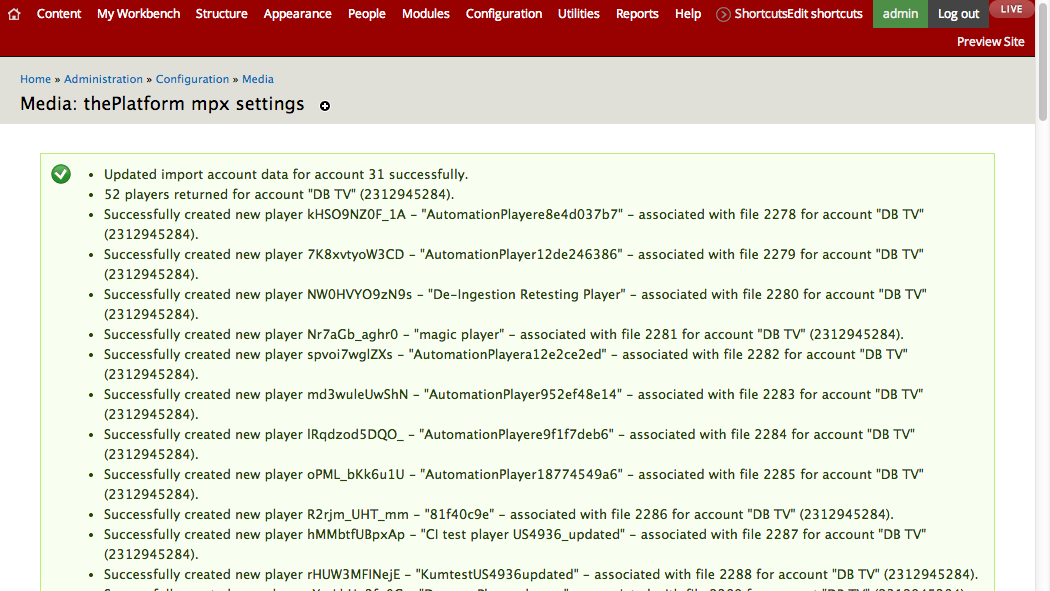 Content My Workbench Structure Appearance People Modules Configuration Utilities Reports Help ShortcutsEdit shortcuts admin Log out LIVE
Preview Site
Home » Administration » Configuration » Media
Media: thePlatform mpx settings
• Updated import account data for account 31 successfully.
• 52 players returned for account "DB TV" (2312945284).
• Successfully created new player kHSO9NZ0F_1A - "AutomationPlayere8e4d037b7" - associated with file 2278 for account "DB TV"
(2312945284).
• Successfully created new player 7K8xvtyoW3CD - "AutomationPlayer12de246386" - associated with file 2279 for account "DB TV"
(2312945284).
• Successfully created new player NW0HVYO9zN9s - "De-Ingestion Retesting Player" - associated with file 2280 for account "DB TV"
(2312945284).
• Successfully created new player Nr7aGb_aghr0 - "magic player" - associated with file 2281 for account "DB TV" (2312945284).
• Successfully created new player spvoi7wglZXs - "AutomationPlayera12e2ce2ed" - associated with file 2282 for account "DB TV"
(2312945284).
• Successfully created new player md3wuleUwShN - "AutomationPlayer952ef48e14" - associated with file 2283 for account "DB TV"
(2312945284).
• Successfully created new player lRqdzod5DQO_ - "AutomationPlayere9f1f7deb6" - associated with file 2284 for account "DB TV"
(2312945284).
• Successfully created new player oPML_bKk6u1U - "AutomationPlayer18774549a6" - associated with file 2285 for account "DB TV"
(2312945284).
• Successfully created new player R2rjm_UHT_mm - "81f40c9e" - associated with file 2286 for account "DB TV" (2312945284).
• Successfully created new player hMMbtfUBpxAp - "CI test player US4936_updated" - associated with file 2287 for account "DB TV"
(2312945284).
• Successfully created new player rHUW3MFlNejE - "KumtestUS4936updated" - associated with file 2288 for account "DB TV" (2312945284).